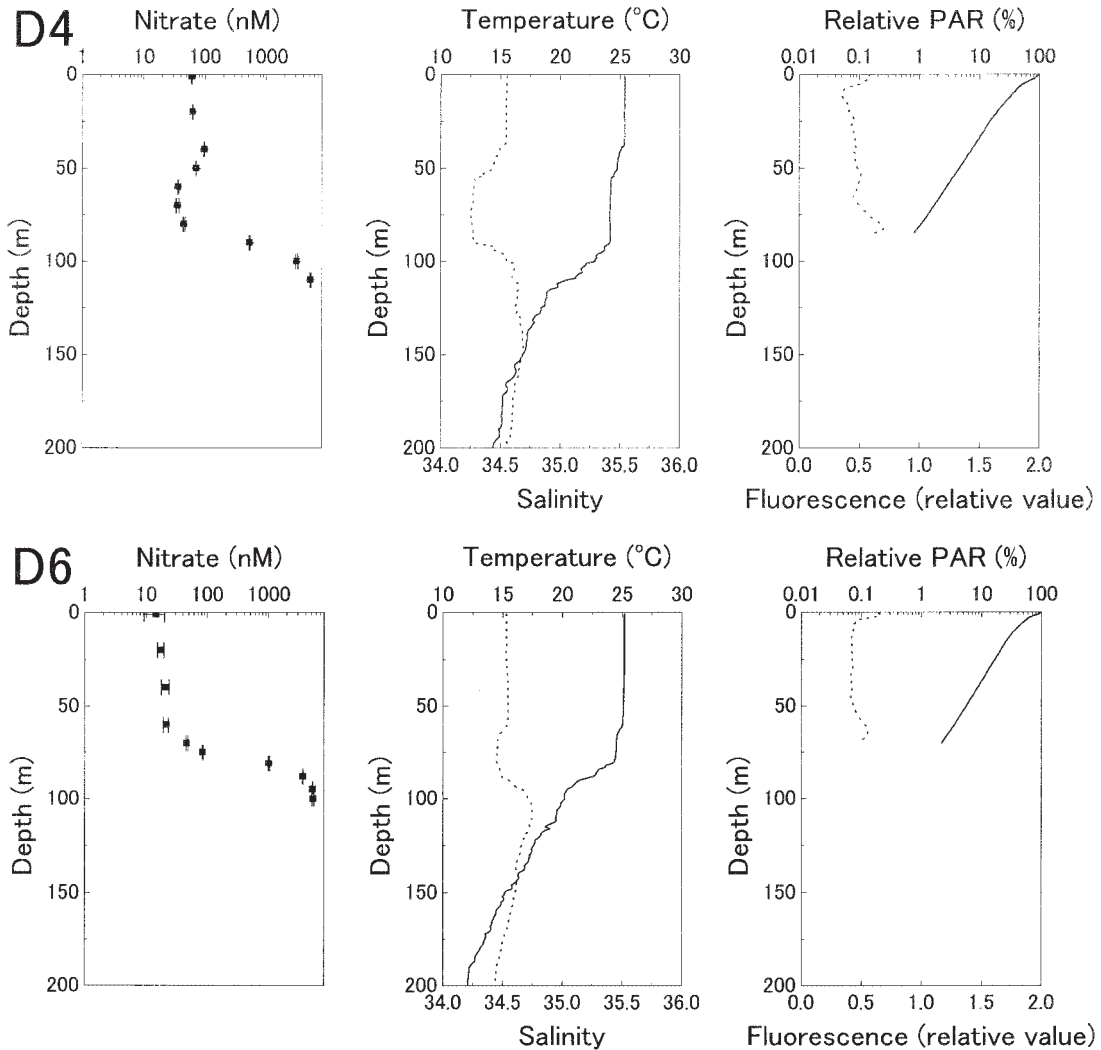 D4
Nitrate (nM)
1 10 100 1000
Depth (m)
0
50
100
150
200
Temperature (°C)
10 15 20 25 30
Depth (m)
0
50
100
150
200
34.0 34.5 35.0 35.5 36.0
Salinity
Relative PAR (%)
0.01 0.1 1 10 100
Depth (m)
0
50
100
150
200
0.0 0.5 1.0 1.5 2.0
Fluorescence (relative value)
D6
Nitrate (nM)
1 10 100 1000
Depth (m)
0
50
100
150
200
Temperature (°C)
10 15 20 25 30
Depth (m)
0
50
100
150
200
34.0 34.5 35.0 35.5 36.0
Salinity
Relative PAR (%)
0.01 0.1 1 10 100
Depth (m)
0
50
100
150
200
0.0 0.5 1.0 1.5 2.0
Fluorescence (relative value)